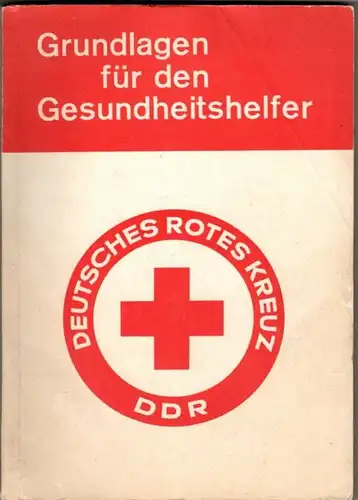 Grundlagen
für den
Gesundheitshelfer
DEUTSCHES ROTES KREUZ
DDR